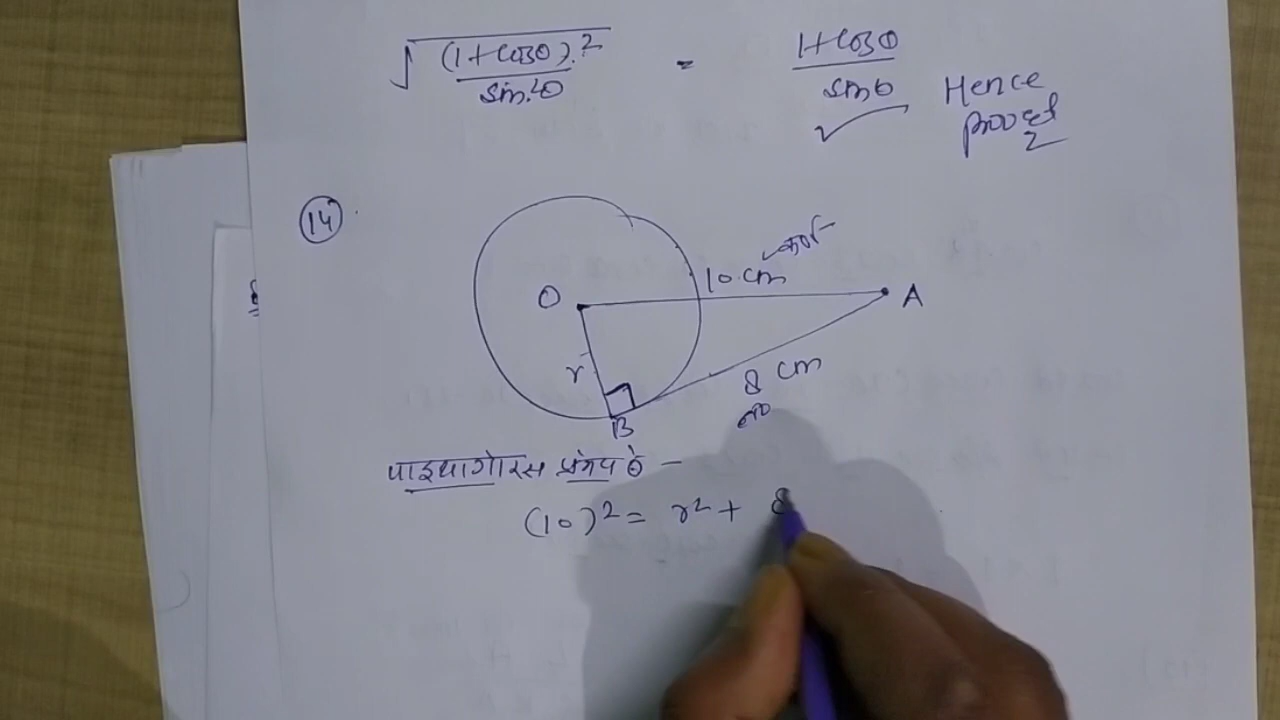 √(1+cosθ)² / sin²θ = 1+cosθ / sinθ
Hence
proved
14
10 cm
O
A
r
8 cm
B
पाइथागोरस प्रमेय से —
(10)² = r² + 8